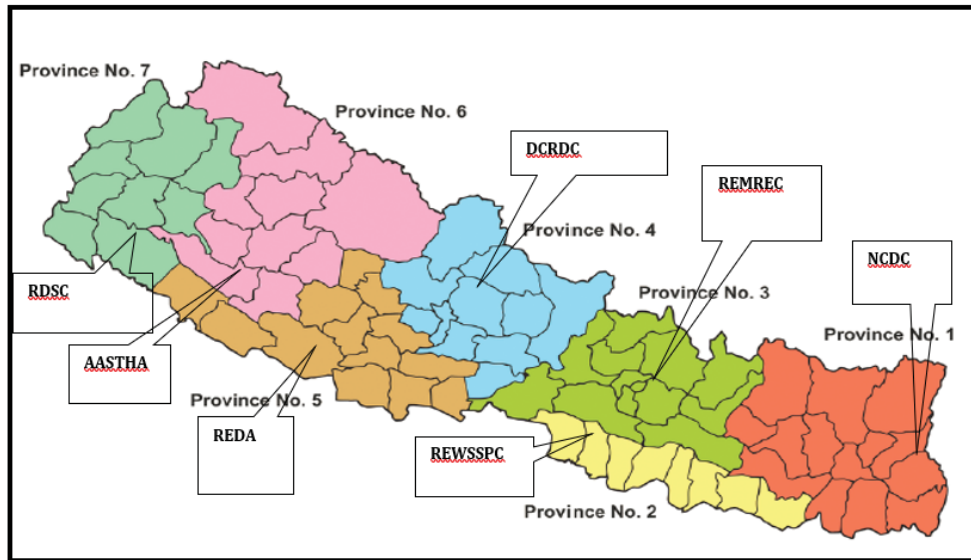 Province No. 7
Province No. 6
DCRDC
REMREC
Province No. 4
NCDC
RDSC
Province No. 3
Province No. 1
AASTHA
Province No. 5
REDA
REWSSPC
Province No. 2